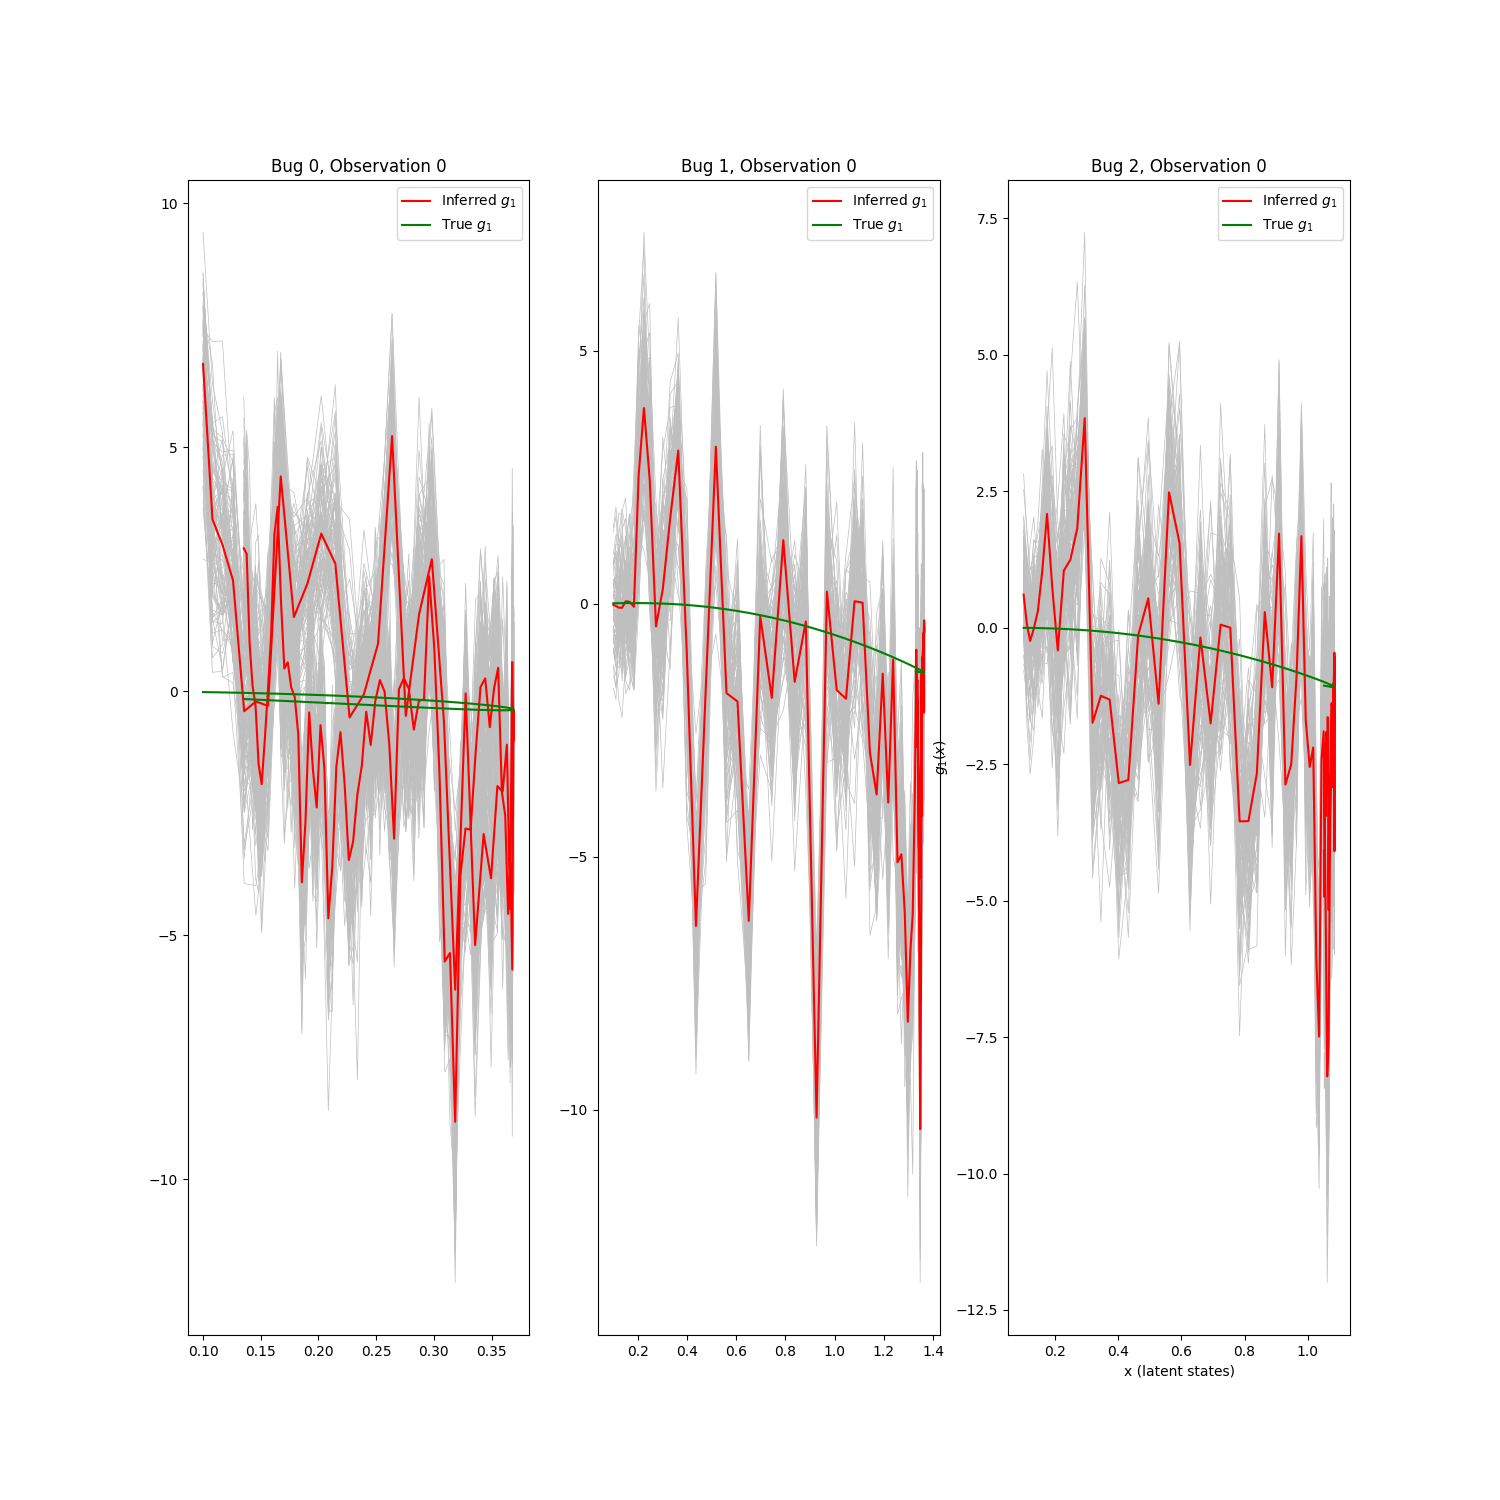 Bug 0, Observation 0
Inferred g₁
True g₁
10
5
0
−5
−10
0.10 0.15 0.20 0.25 0.30 0.35
Bug 1, Observation 0
Inferred g₁
True g₁
5
0
−5
−10
0.2 0.4 0.6 0.8 1.0 1.2 1.4
Bug 2, Observation 0
Inferred g₁
True g₁
g₁(x)
7.5
5.0
2.5
0.0
−2.5
−5.0
−7.5
−10.0
−12.5
0.2 0.4 0.6 0.8 1.0
x (latent states)